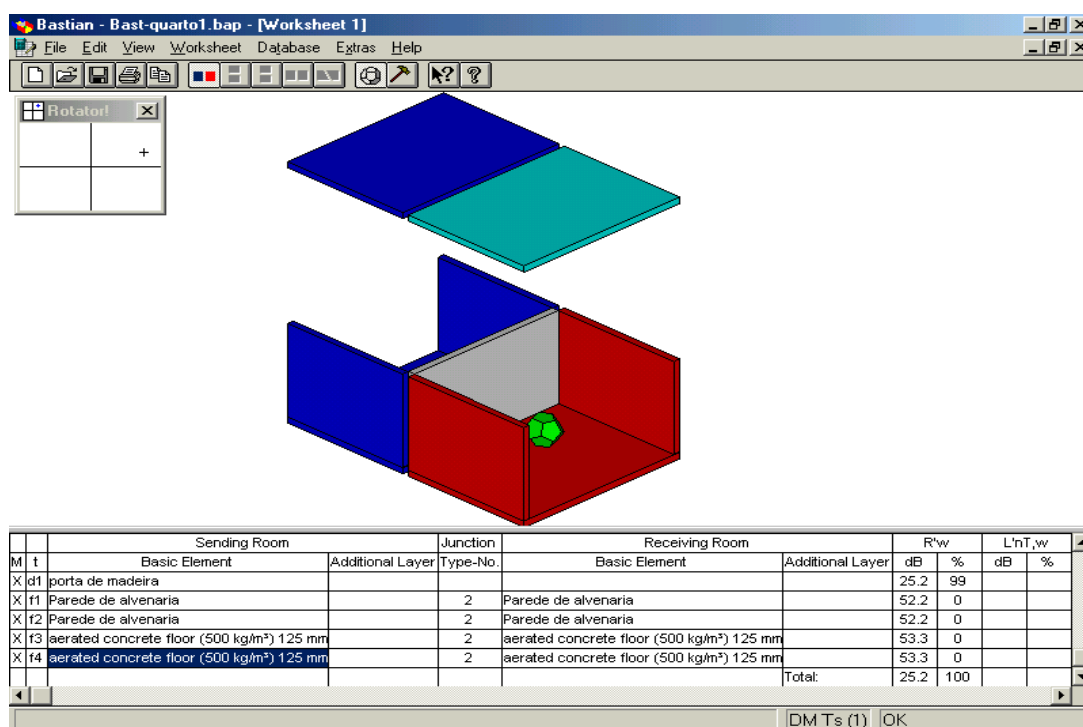 Bastian - Bast-quarto1.bap - [Worksheet 1]
File Edit View Worksheet Database Extras Help
Rotator!
Sending Room Junction Receiving Room R'w L'nT,w
M t Basic Element Additional Layer Type-No. Basic Element Additional Layer dB % dB %
X d1 porta de madeira 25.2 99
X f1 Parede de alvenaria 2 Parede de alvenaria 52.2 0
X f2 Parede de alvenaria 2 Parede de alvenaria 52.2 0
X f3 aerated concrete floor (500 kg/m³) 125 mm 2 aerated concrete floor (500 kg/m³) 125 mm 53.3 0
X f4 aerated concrete floor (500 kg/m³) 125 mm 2 aerated concrete floor (500 kg/m³) 125 mm 53.3 0
Total: 25.2 100
DM Ts (1) OK